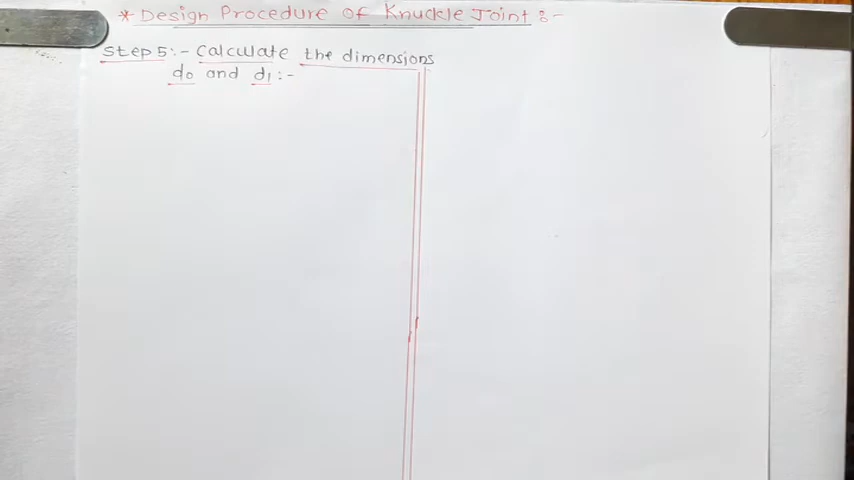 * Design Procedure Of Knuckle Joint :-
Step 5:- Calculate the dimensions
do and d1:-